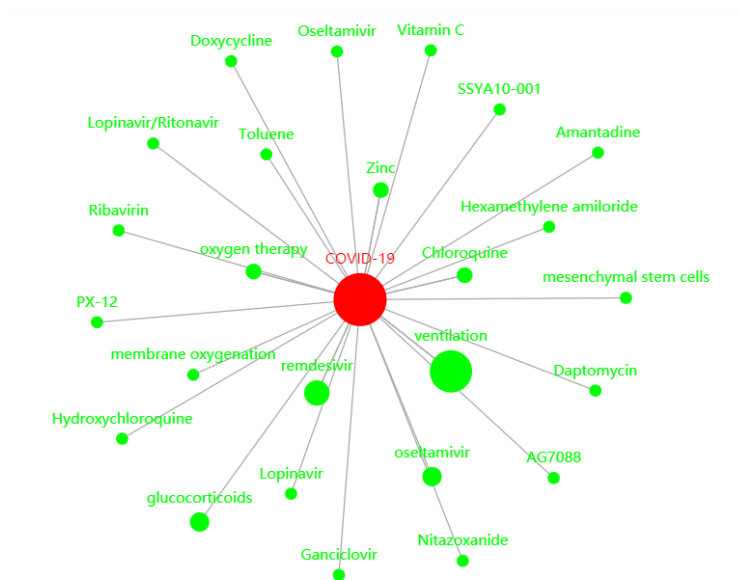 Oseltamivir
Vitamin C
Doxycycline
SSYA10-001
Lopinavir/Ritonavir
Toluene
Amantadine
Zinc
Ribavirin
Hexamethylene amiloride
oxygen therapy
COVID-19
Chloroquine
mesenchymal stem cells
PX-12
ventilation
membrane oxygenation
remdesivir
Daptomycin
Hydroxychloroquine
oseltamivir
AG7088
Lopinavir
glucocorticoids
Nitazoxanide
Ganciclovir